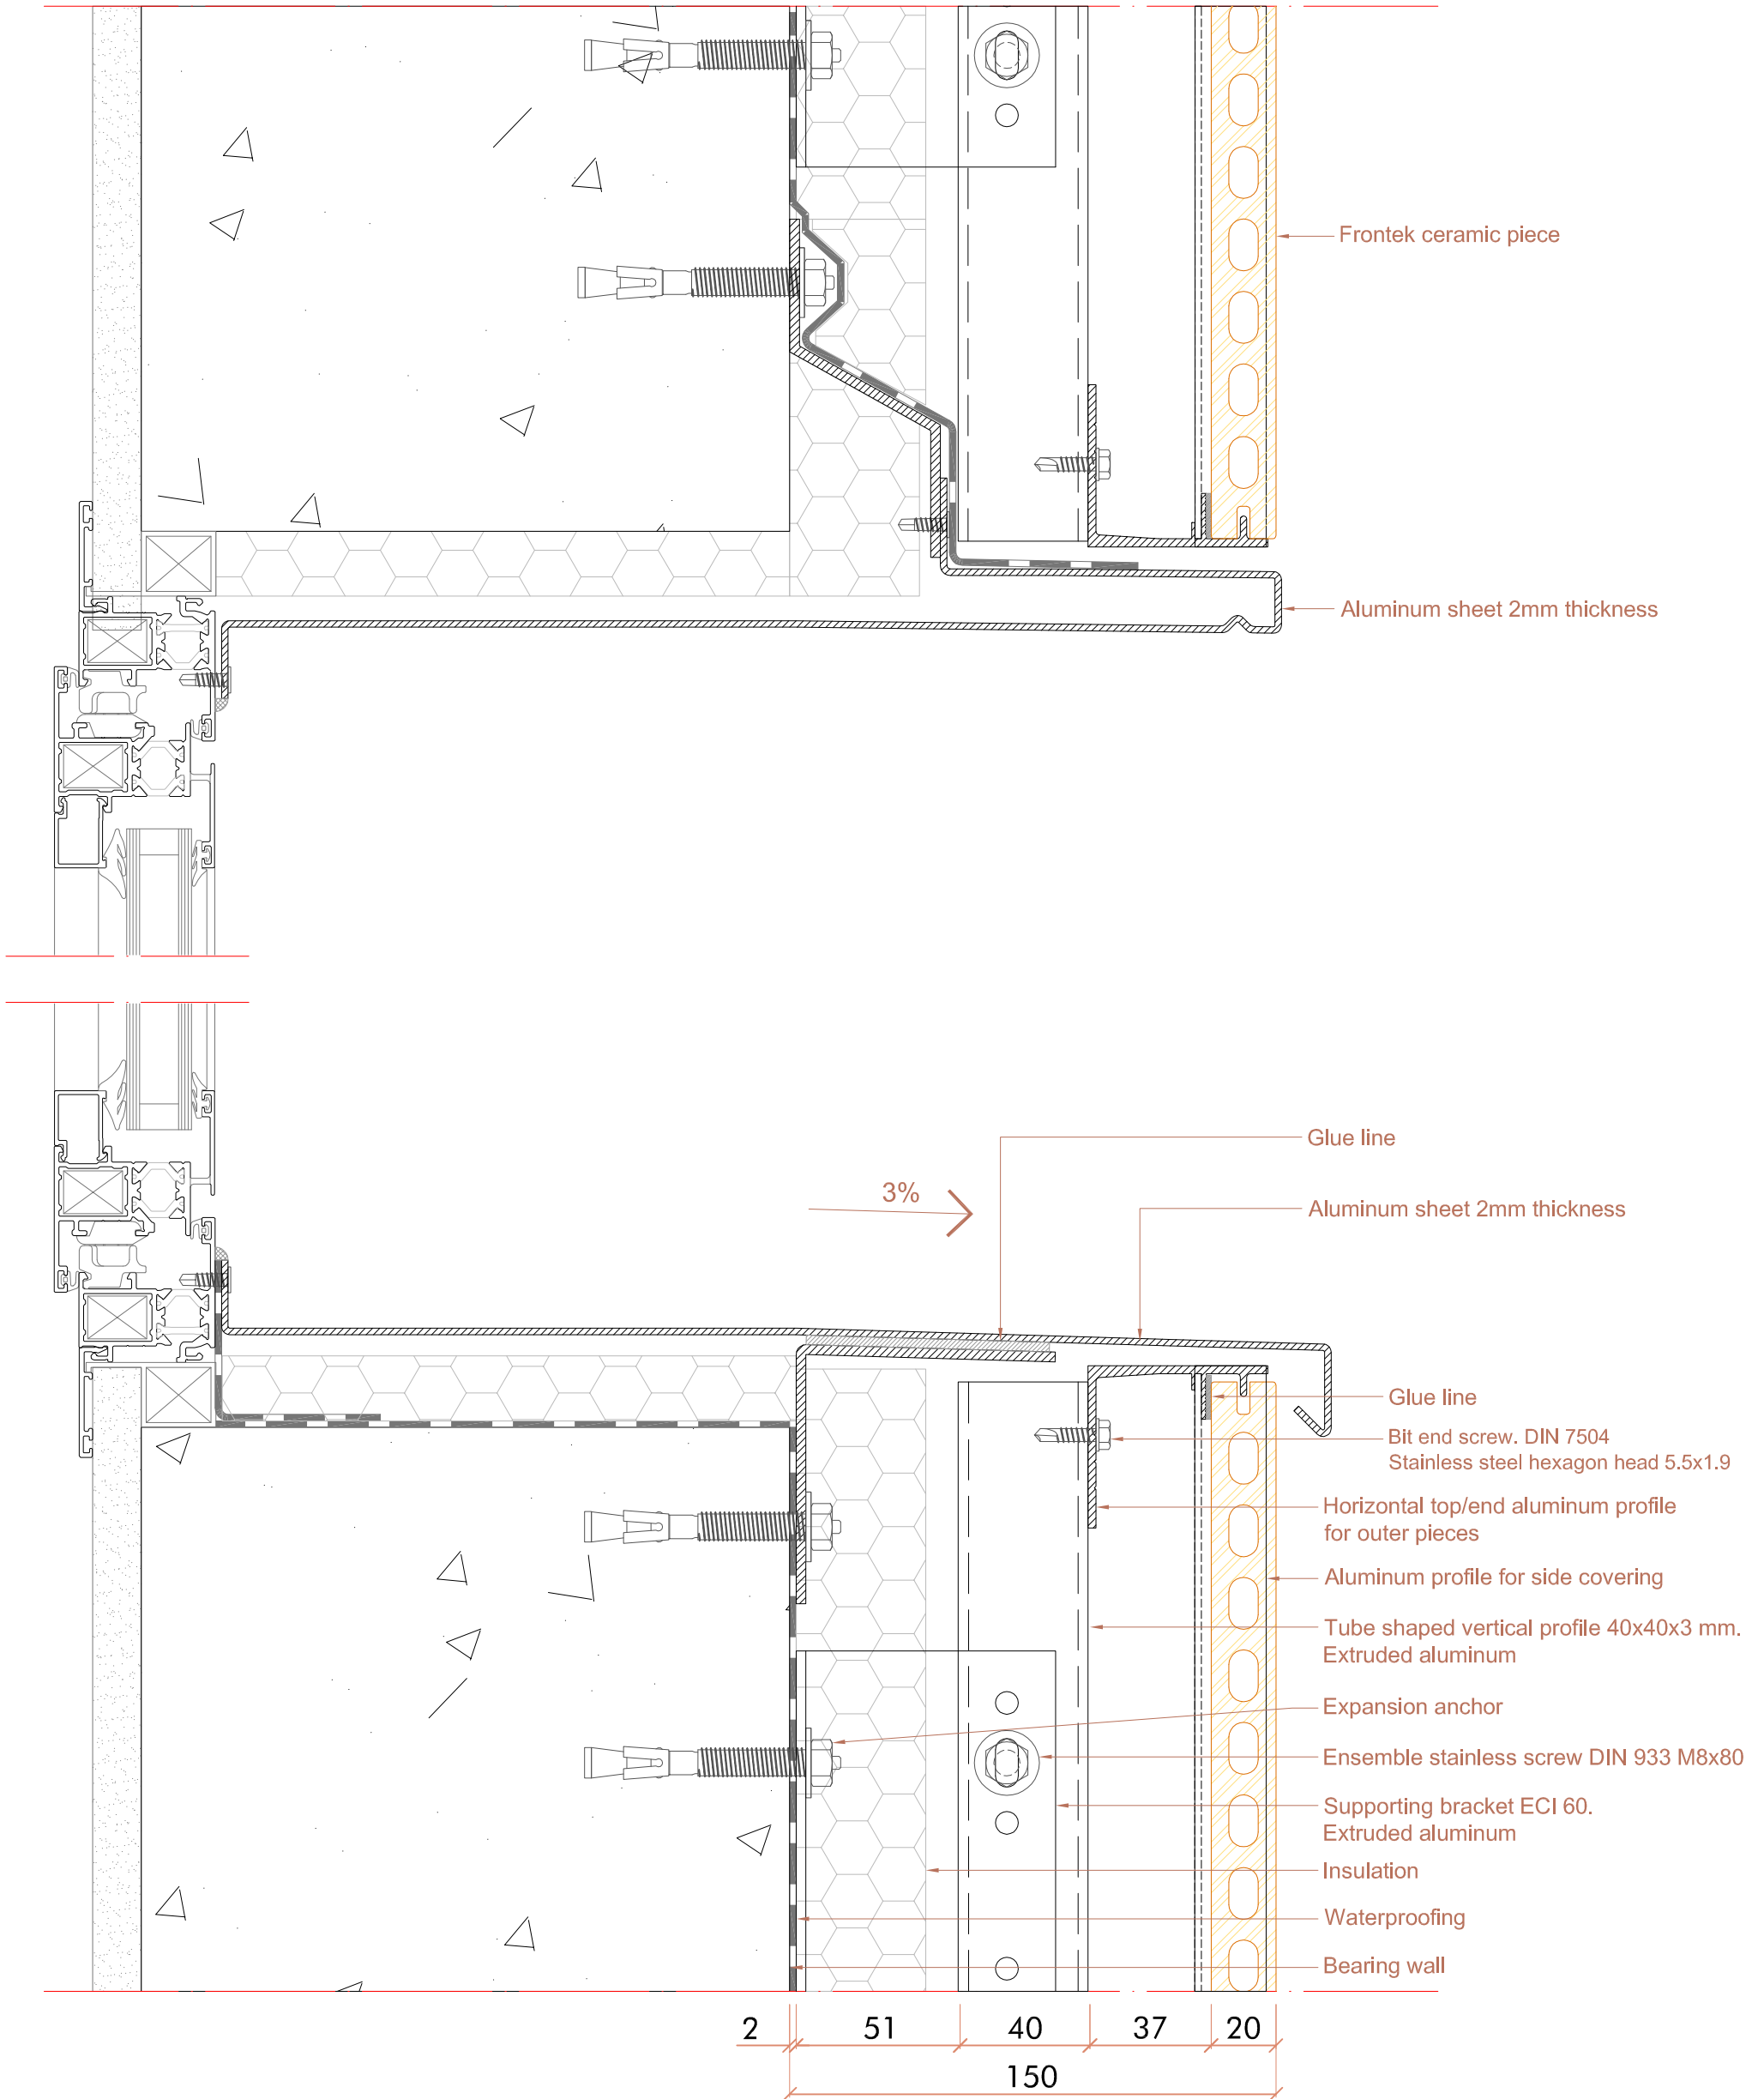 Frontek ceramic piece
Aluminum sheet 2mm thickness
Glue line
3%
Aluminum sheet 2mm thickness
Glue line
Bit end screw. DIN 7504
Stainless steel hexagon head 5.5x1.9
Horizontal top/end aluminum profile
for outer pieces
Aluminum profile for side covering
Tube shaped vertical profile 40x40x3 mm.
Extruded aluminum
Expansion anchor
Ensemble stainless screw DIN 933 M8x80
Supporting bracket ECI 60.
Extruded aluminum
Insulation
Waterproofing
Bearing wall
2 51 40 37 20
150